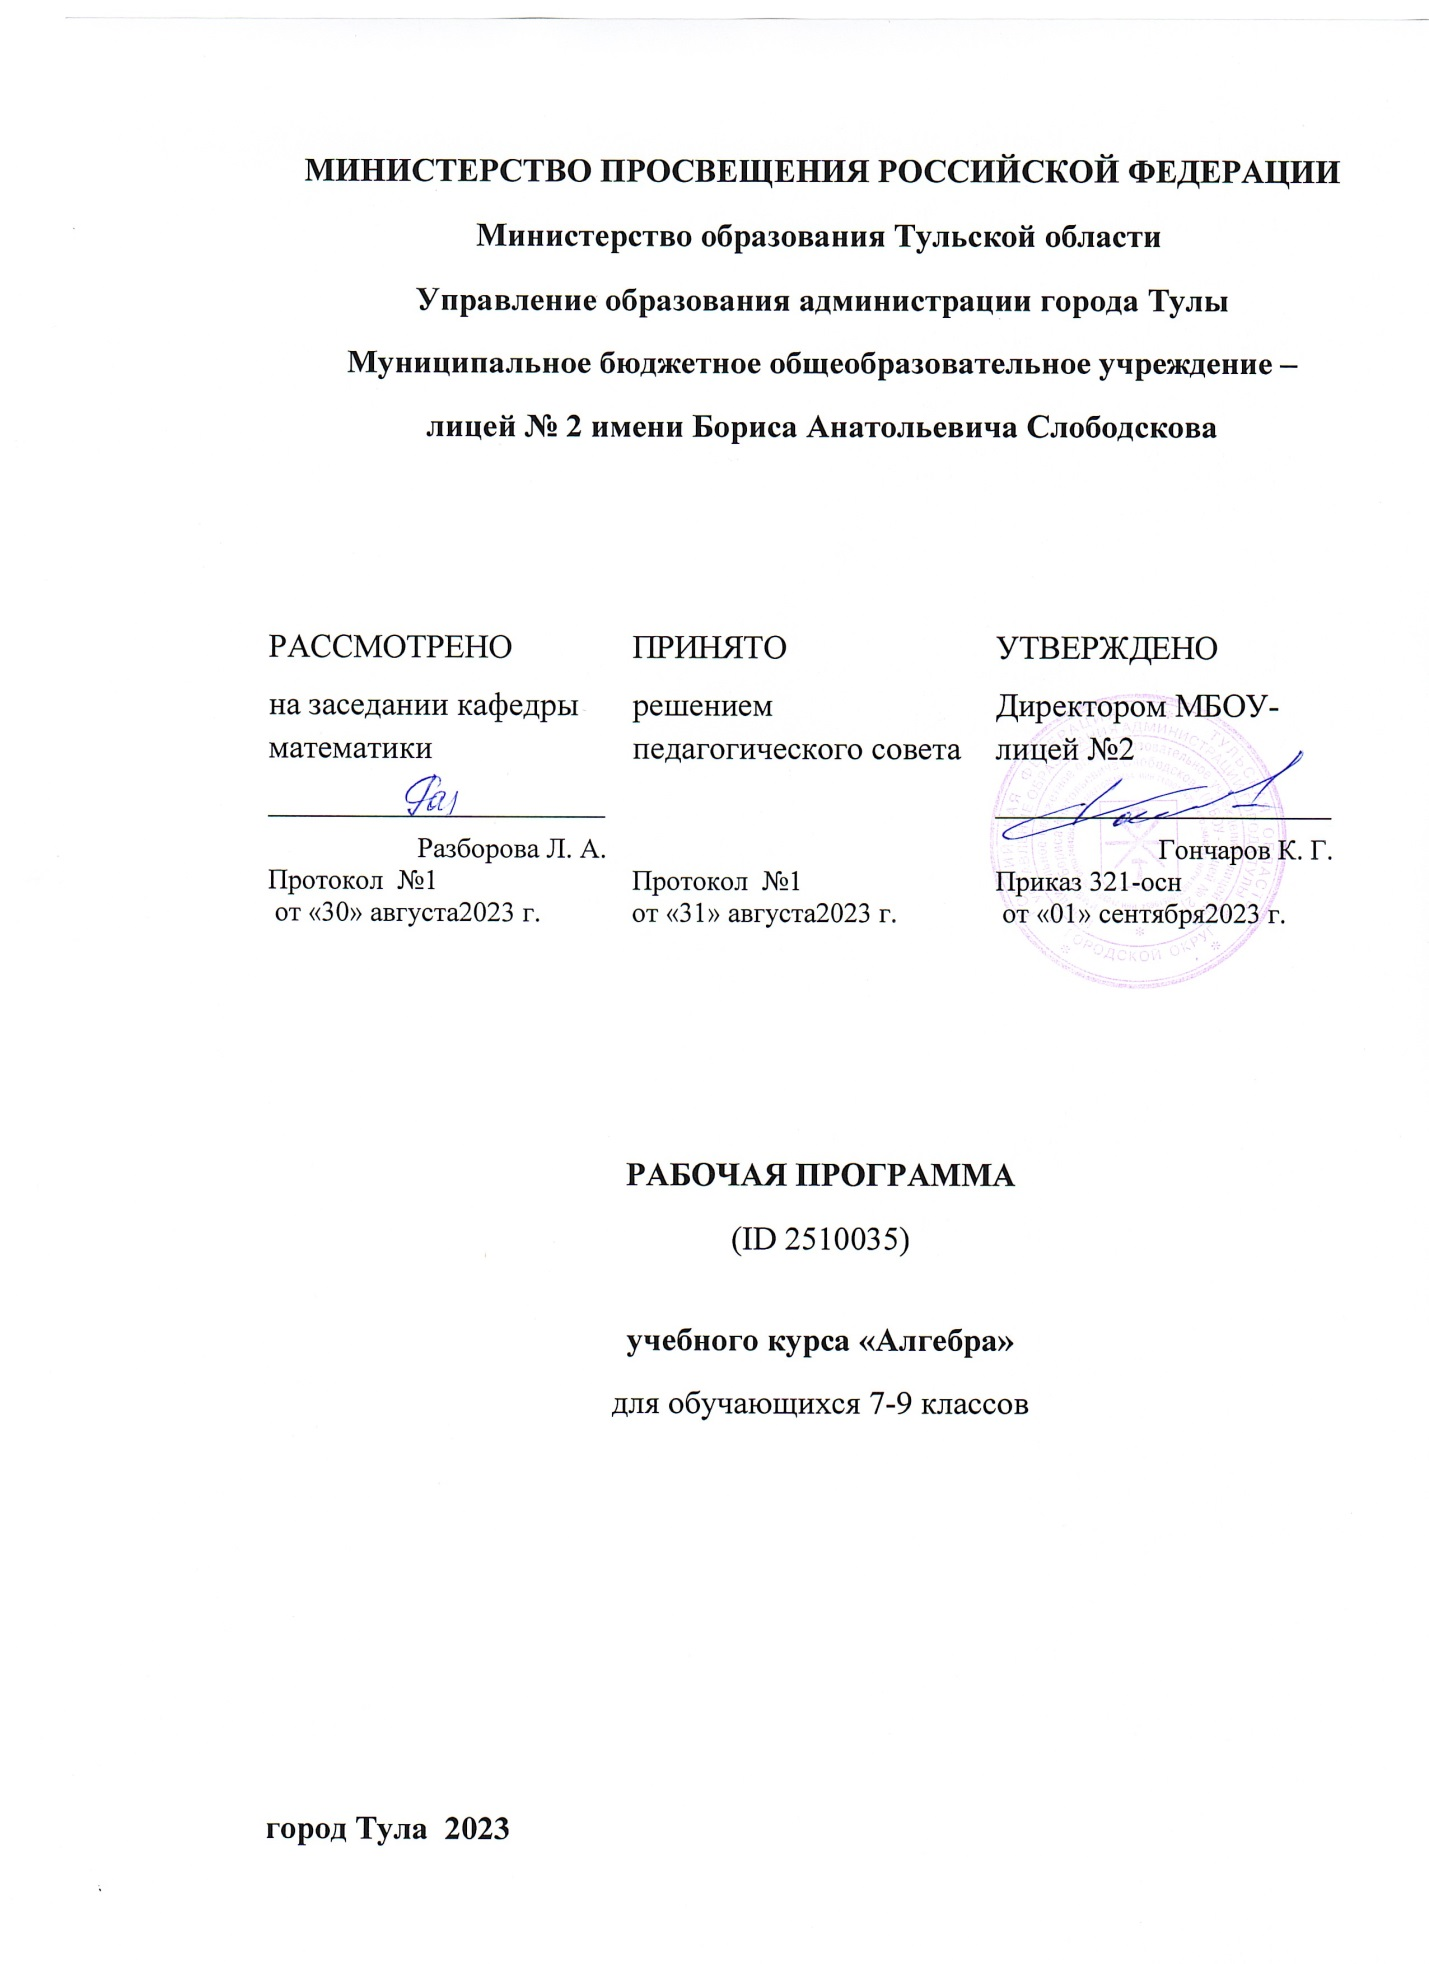 МИНИСТЕРСТВО ПРОСВЕЩЕНИЯ РОССИЙСКОЙ ФЕДЕРАЦИИ
Министерство образования Тульской области
Управление образования администрации города Тулы
Муниципальное бюджетное общеобразовательное учреждение –
лицей № 2 имени Бориса Анатольевича Слободскова
РАССМОТРЕНО
на заседании кафедры
математики
Разборова Л. А.
Протокол №1
от «30» августа2023 г.
ПРИНЯТО
решением
педагогического совета
Протокол №1
от «31» августа2023 г.
УТВЕРЖДЕНО
Директором МБОУ-
лицей №2
Гончаров К. Г.
Приказ 321-осн
от «01» сентября2023 г.
ГОРОДСКОЙ ОКРУГ
РАБОЧАЯ ПРОГРАММА
(ID 2510035)
учебного курса «Алгебра»
для обучающихся 7-9 классов
город Тула 2023